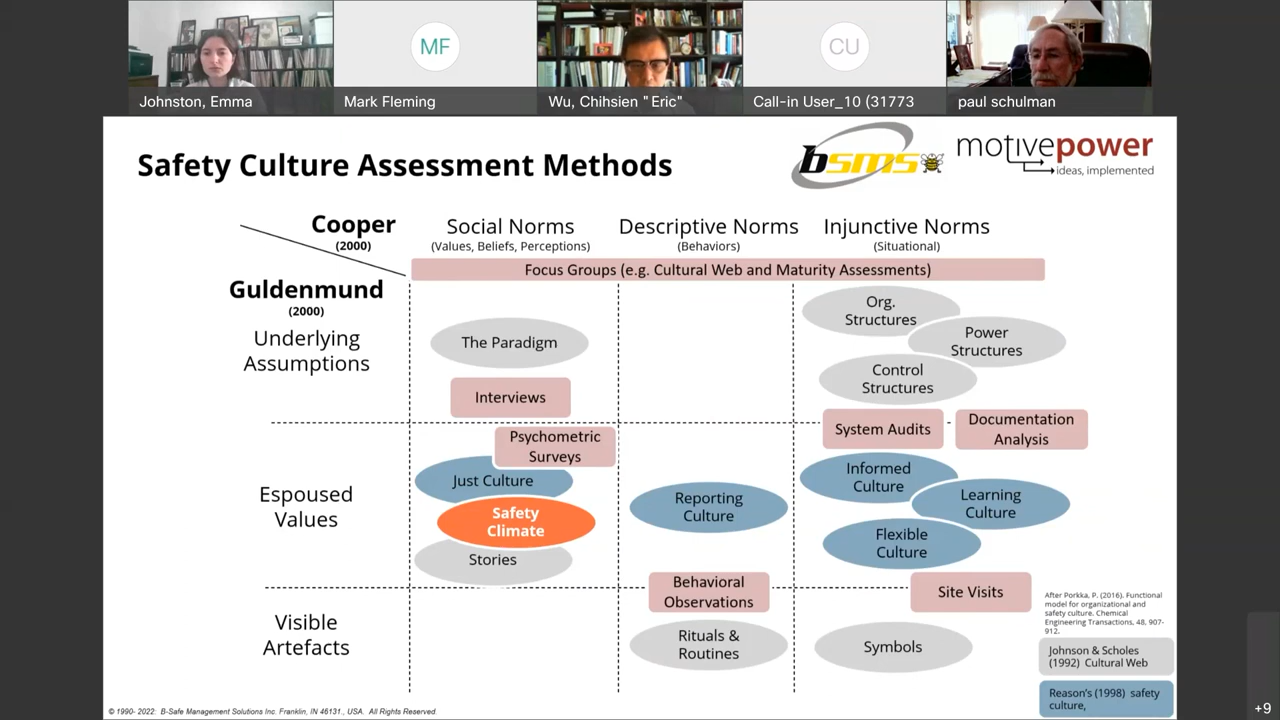 MF
CU
Johnston, Emma
Mark Fleming
Wu, Chihsien "Eric"
Call-in User_10 (31773
paul schulman
Safety Culture Assessment Methods
bsms
motivepower
ideas, implemented
Cooper
(2000)
Social Norms
(Values, Beliefs, Perceptions)
Descriptive Norms
(Behaviors)
Injunctive Norms
(Situational)
Focus Groups (e.g. Cultural Web and Maturity Assessments)
Guldenmund
(2000)
Underlying
Assumptions
The Paradigm
Interviews
Org.
Structures
Power
Structures
Control
Structures
System Audits
Documentation
Analysis
Espoused
Values
Psychometric
Surveys
Just Culture
Safety
Climate
Stories
Reporting
Culture
Informed
Culture
Learning
Culture
Flexible
Culture
Visible
Artefacts
Behavioral
Observations
Rituals &
Routines
Site Visits
Symbols
After Porkka, P. (2016). Functional
model for organizational and
safety culture. Chemical
Engineering Transactions, 48, 907-
912.
Johnson & Scholes
(1992) Cultural Web
Reason's (1998) safety
culture,
© 1990- 2022: B-Safe Management Solutions Inc. Franklin, IN 46131., USA. All Rights Reserved.
+9